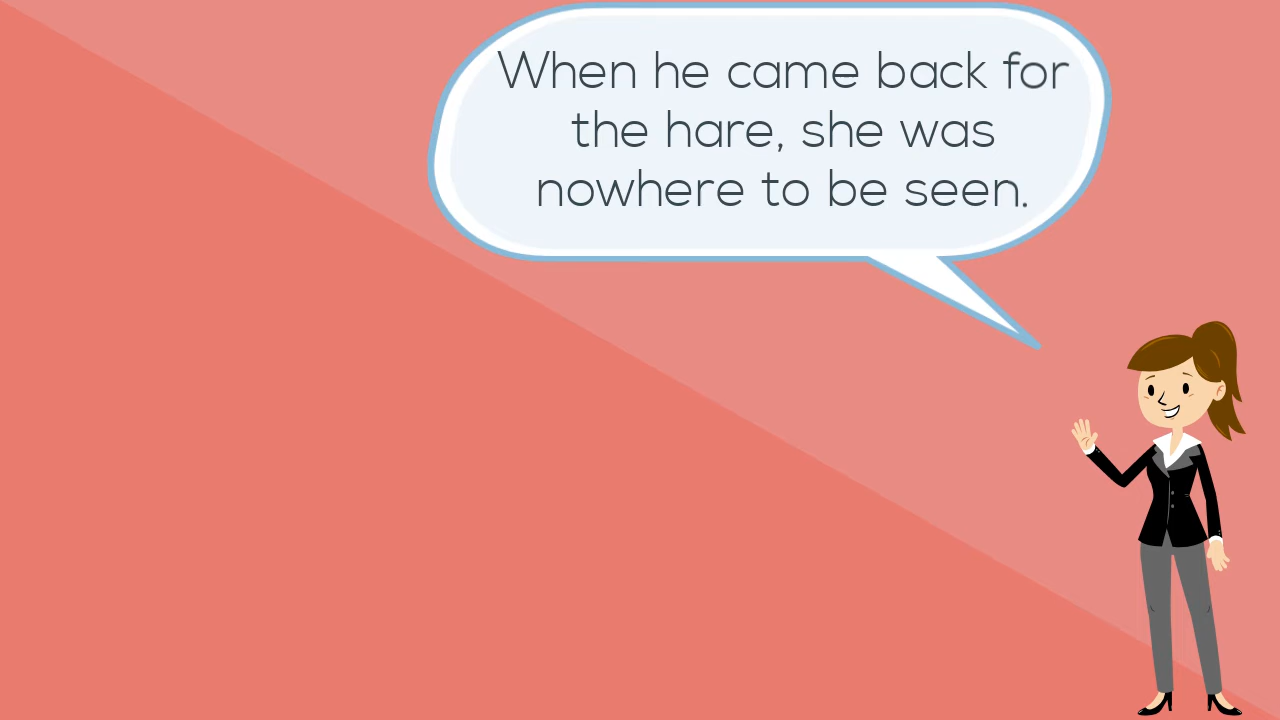 When he came back for
the hare, she was
nowhere to be seen.